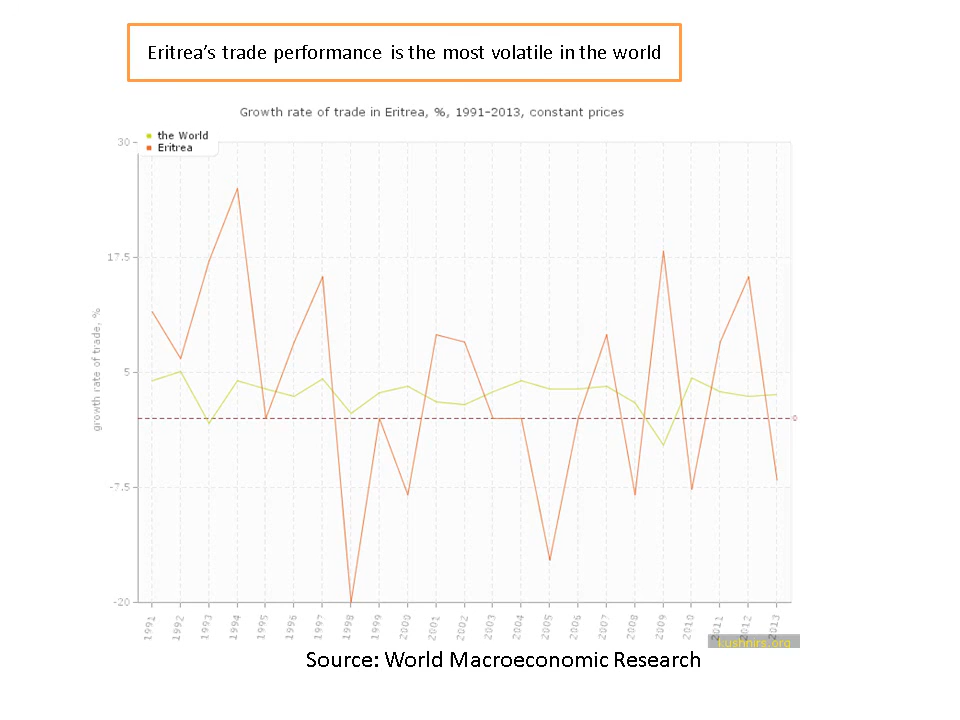 Eritrea's trade performance is the most volatile in the world
Growth rate of trade in Eritrea, %, 1991-2013, constant prices
the World
Eritrea
30
17.5
5
0
-7.5
-20
growth rate of trade, %
1991 1992 1993 1994 1995 1996 1997 1998 1999 2000 2001 2002 2003 2004 2005 2006 2007 2008 2009 2010 2011 2012 2013
kushnirs.org
Source: World Macroeconomic Research